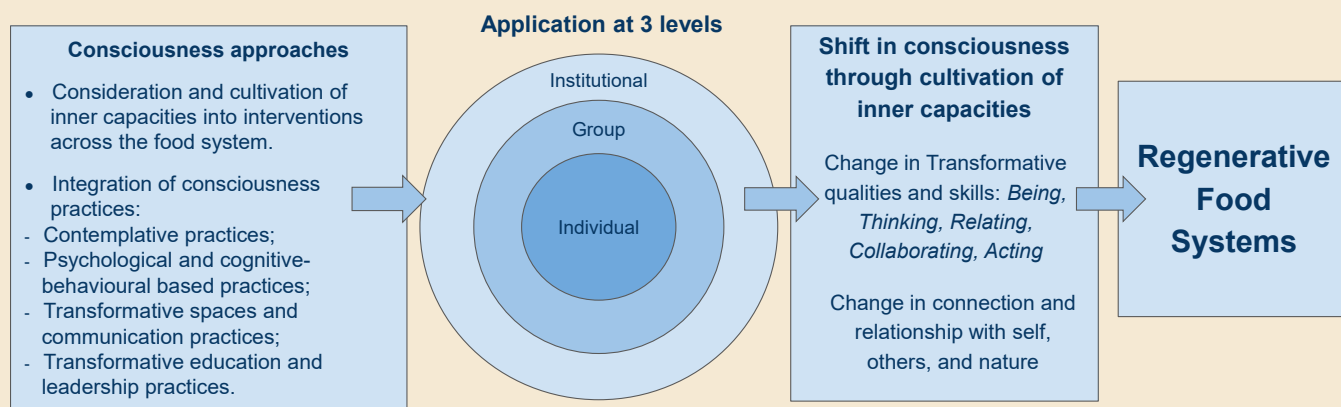 Consciousness approaches
• Consideration and cultivation of
inner capacities into interventions
across the food system.
• Integration of consciousness
practices:
- Contemplative practices;
- Psychological and cognitive-
behavioural based practices;
- Transformative spaces and
communication practices;
- Transformative education and
leadership practices.
Application at 3 levels
Institutional
Group
Individual
Shift in consciousness
through cultivation of
inner capacities
Change in Transformative
qualities and skills: Being,
Thinking, Relating,
Collaborating, Acting
Change in connection and
relationship with self,
others, and nature
Regenerative
Food
Systems